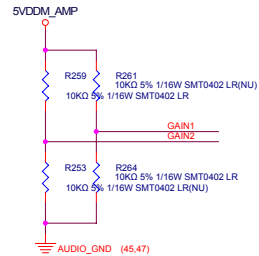 5VDDM_AMP
R259
R261
10KΩ 5% 1/16W SMT0402 LR(NU)
10KΩ 5% 1/16W SMT0402 LR
GAIN1
GAIN2
R253
R264
10KΩ 5% 1/16W SMT0402 LR
10KΩ 5% 1/16W SMT0402 LR(NU)
AUDIO_GND (45,47)